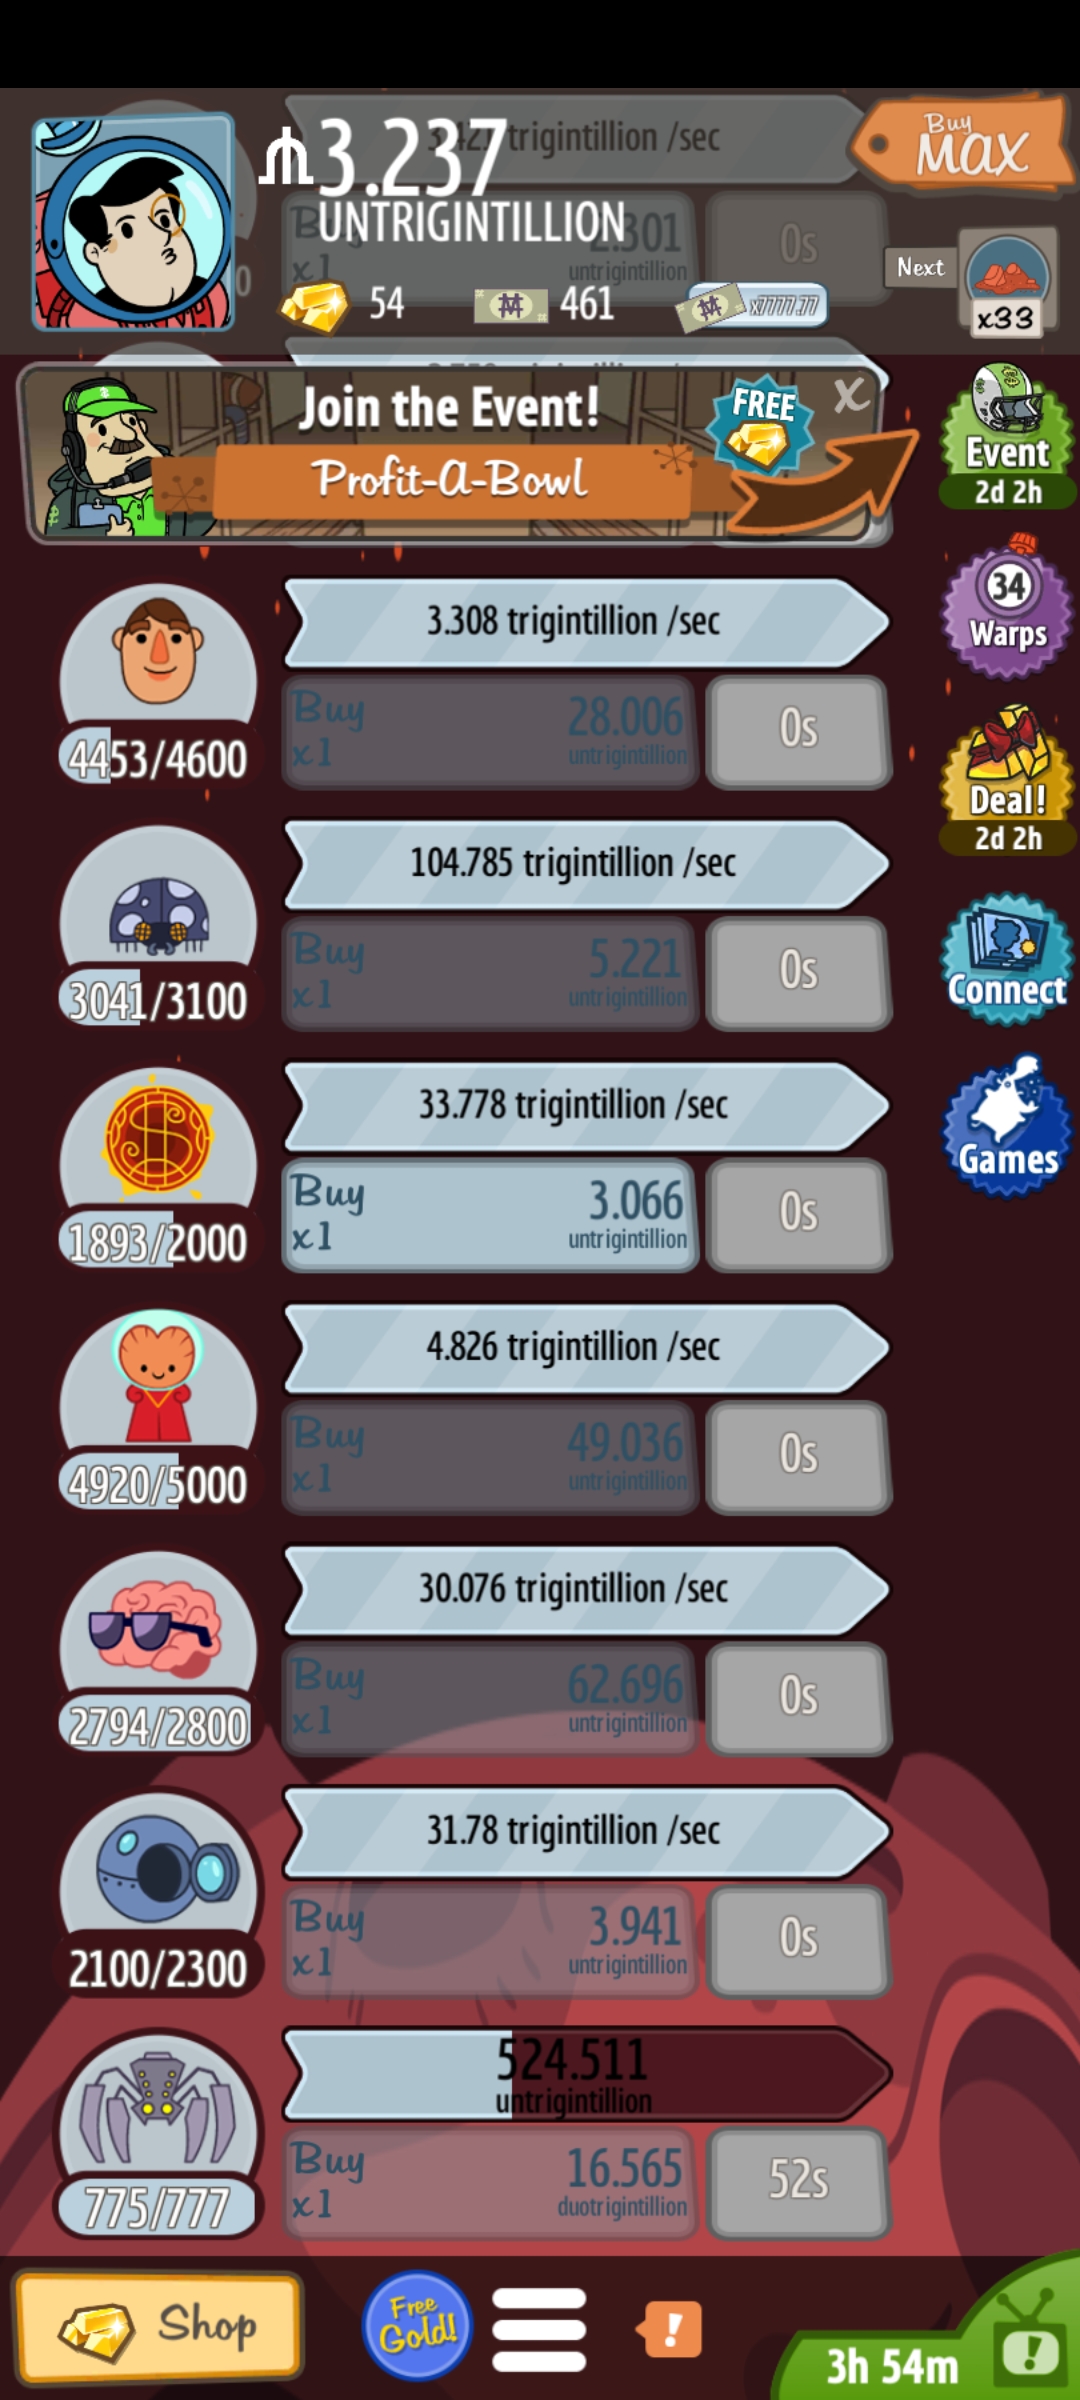 3.237
UNTRIGINTILLION
trigintillion /sec
Buy
MAX
Buy
x1
2.301
untrigintillion
0s
Next
x33
54
461
x7777.77
Join the Event!
Profit-A-Bowl
FREE
X
Event
2d 2h
34
Warps
Deal!
2d 2h
Connect
Games
3.308 trigintillion /sec
Buy
x1
28.006
untrigintillion
0s
4453/4600
104.785 trigintillion /sec
Buy
x1
5.221
untrigintillion
0s
3041/3100
33.778 trigintillion /sec
Buy
x1
3.066
untrigintillion
0s
1893/2000
4.826 trigintillion /sec
Buy
x1
49.036
untrigintillion
0s
4920/5000
30.076 trigintillion /sec
Buy
x1
62.696
untrigintillion
0s
2794/2800
31.78 trigintillion /sec
Buy
x1
3.941
untrigintillion
0s
2100/2300
524.511
untrigintillion
Buy
x1
16.565
duotrigintillion
52s
775/777
Shop
Free
Gold!
!
3h 54m
!